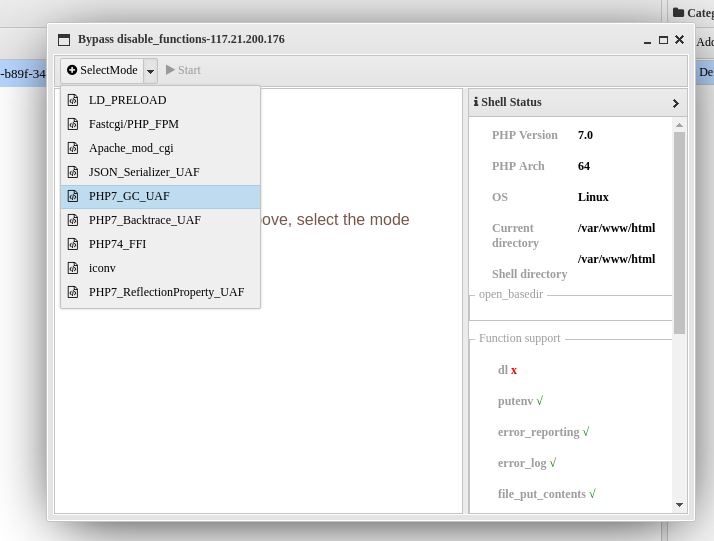 Categ
Bypass disable_functions-117.21.200.176
Add
SelectMode
Start
-b89f-34
De
LD_PRELOAD
Fastcgi/PHP_FPM
Apache_mod_cgi
JSON_Serializer_UAF
PHP7_GC_UAF
PHP7_Backtrace_UAF
PHP74_FFI
iconv
PHP7_ReflectionProperty_UAF
ove, select the mode
Shell Status
PHP Version 7.0
PHP Arch 64
OS Linux
Current directory /var/www/html
Shell directory /var/www/html
open_basedir
Function support
dl x
putenv √
error_reporting √
error_log √
file_put_contents √